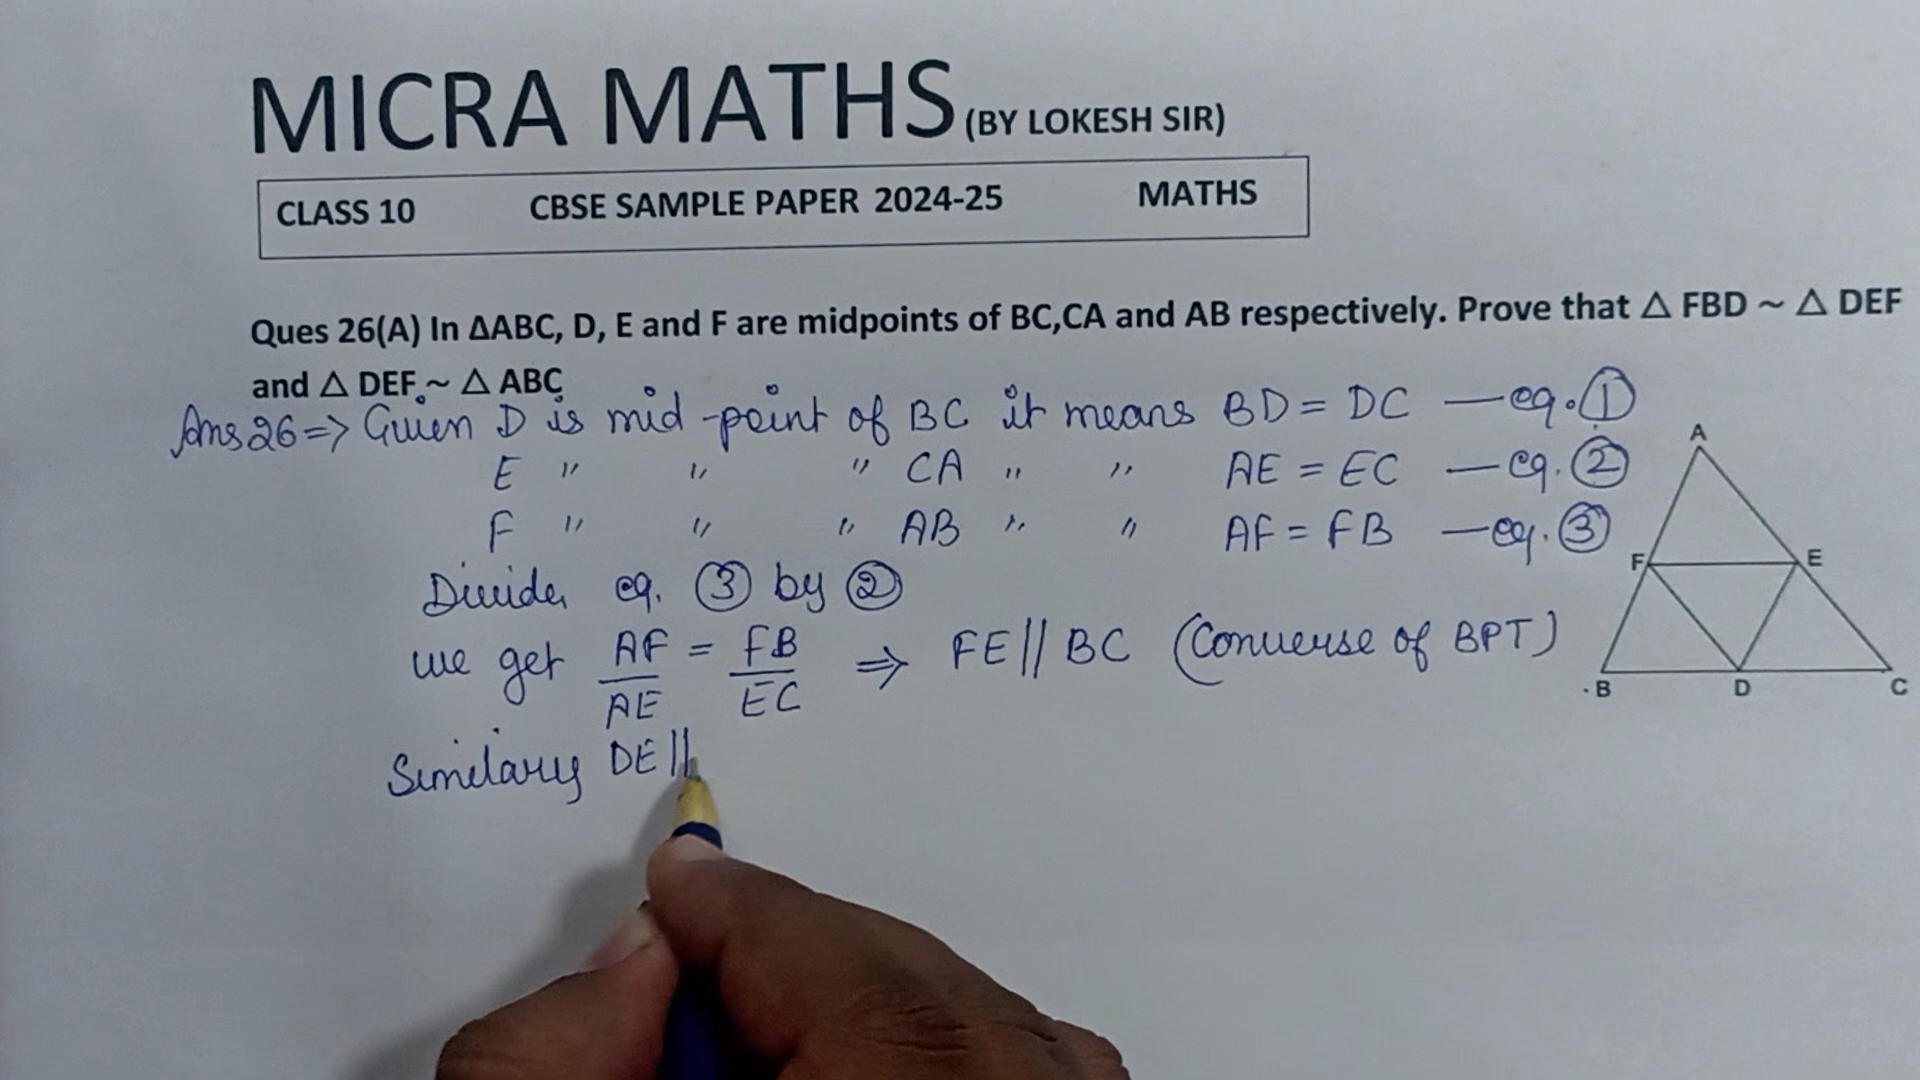 MICRA MATHS (BY LOKESH SIR)
CLASS 10 CBSE SAMPLE PAPER 2024-25 MATHS
Ques 26(A) In ΔABC, D, E and F are midpoints of BC,CA and AB respectively. Prove that △ FBD ~ △ DEF
and △ DEF ~ △ ABC
Ans 26 => Given D is mid-point of BC it means BD = DC — eq. ①
E " " " CA " " AE = EC — eq. ②
F " " " AB " " AF = FB — eq. ③
Divide eq. ③ by ②
we get AF/AE = FB/EC => FE || BC (Converse of BPT)
Similary DE ||
A
F E
B D C